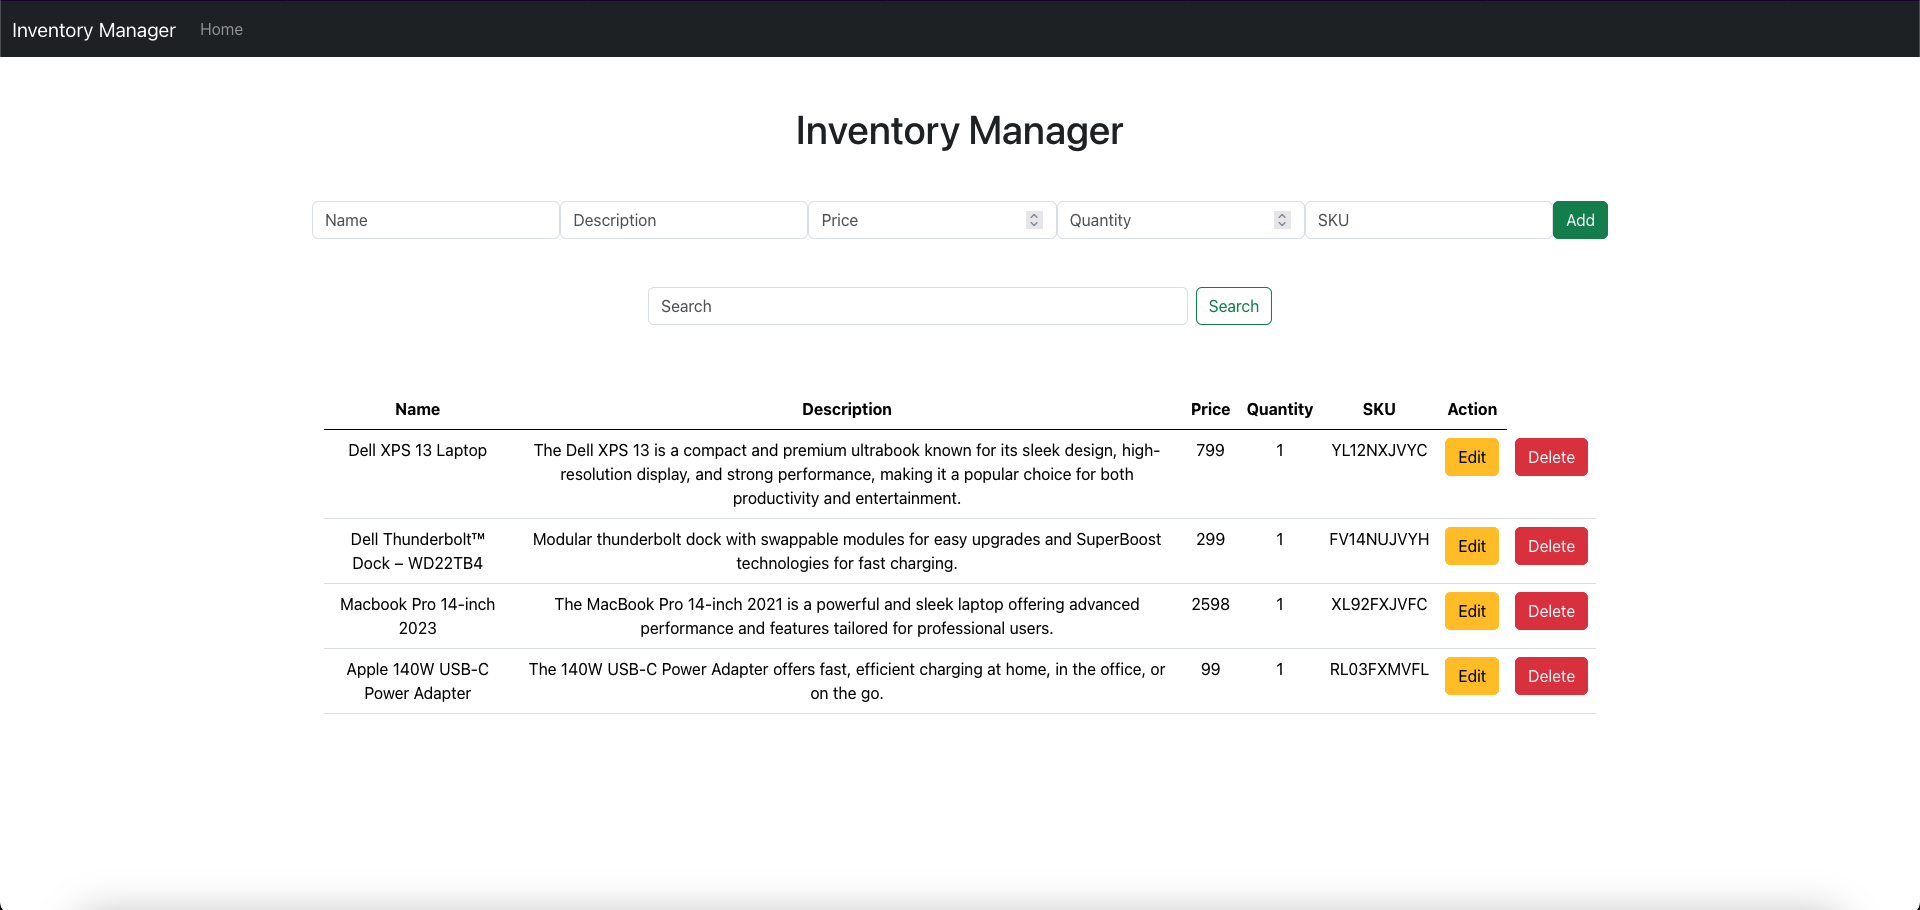 Inventory Manager Home
Inventory Manager
Name Description Price Quantity SKU Add
Search Search
Name Description Price Quantity SKU Action
Dell XPS 13 Laptop The Dell XPS 13 is a compact and premium ultrabook known for its sleek design, high- 799 1 YL12NXJVYC Edit Delete
resolution display, and strong performance, making it a popular choice for both
productivity and entertainment.
Dell Thunderbolt™ Modular thunderbolt dock with swappable modules for easy upgrades and SuperBoost 299 1 FV14NUJVYH Edit Delete
Dock – WD22TB4 technologies for fast charging.
Macbook Pro 14-inch The MacBook Pro 14-inch 2021 is a powerful and sleek laptop offering advanced 2598 1 XL92FXJVFC Edit Delete
2023 performance and features tailored for professional users.
Apple 140W USB-C The 140W USB-C Power Adapter offers fast, efficient charging at home, in the office, or 99 1 RL03FXMVFL Edit Delete
Power Adapter on the go.